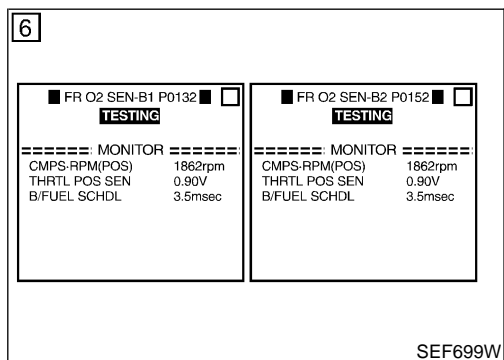 6
FR O2 SEN-B1 P0132
TESTING
====== MONITOR ======
CMPS·RPM(POS) 1862rpm
THRTL POS SEN 0.90V
B/FUEL SCHDL 3.5msec
FR O2 SEN-B2 P0152
TESTING
====== MONITOR ======
CMPS·RPM(POS) 1862rpm
THRTL POS SEN 0.90V
B/FUEL SCHDL 3.5msec
SEF699W